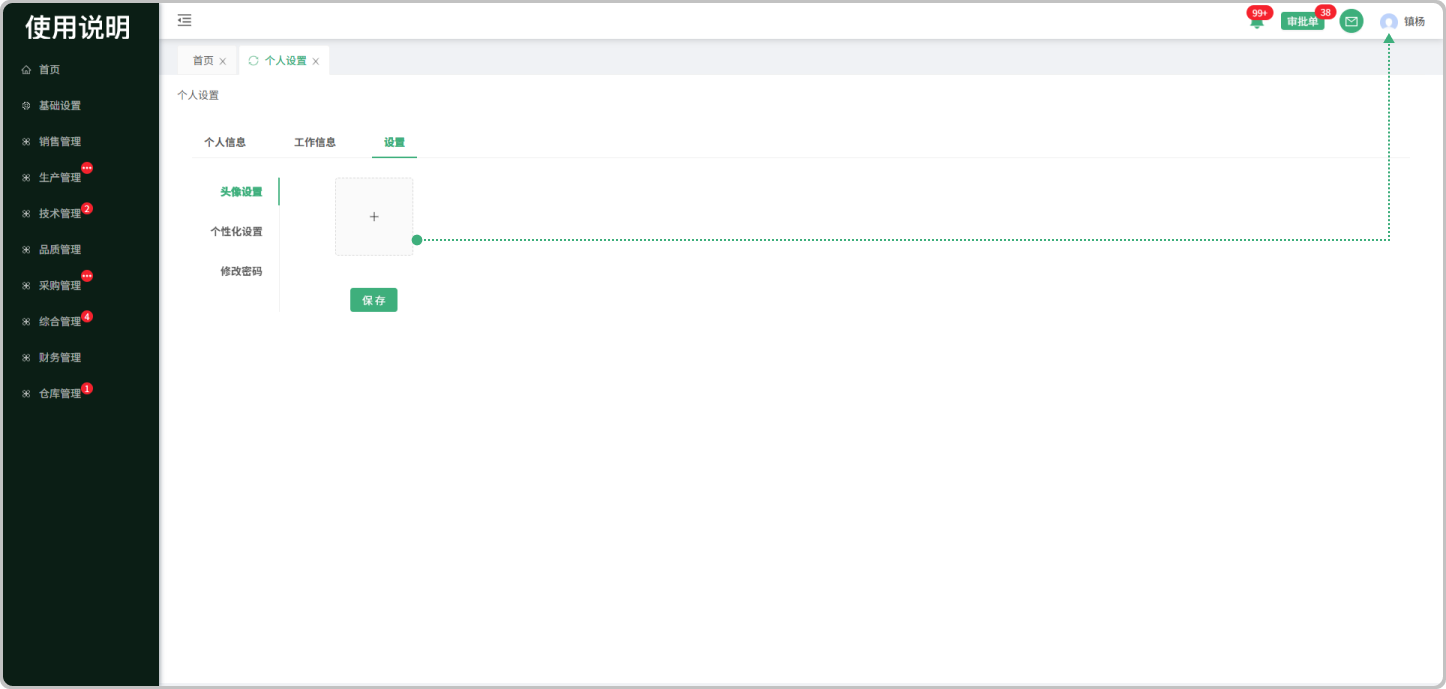 使用说明
首页
基础设置
销售管理
生产管理
技术管理 2
品质管理
采购管理
综合管理 4
财务管理
仓库管理 1
99+ 审批单 38 镇杨
首页 × 个人设置 ×
个人设置
个人信息 工作信息 设置
头像设置
个性化设置
修改密码
+
保存